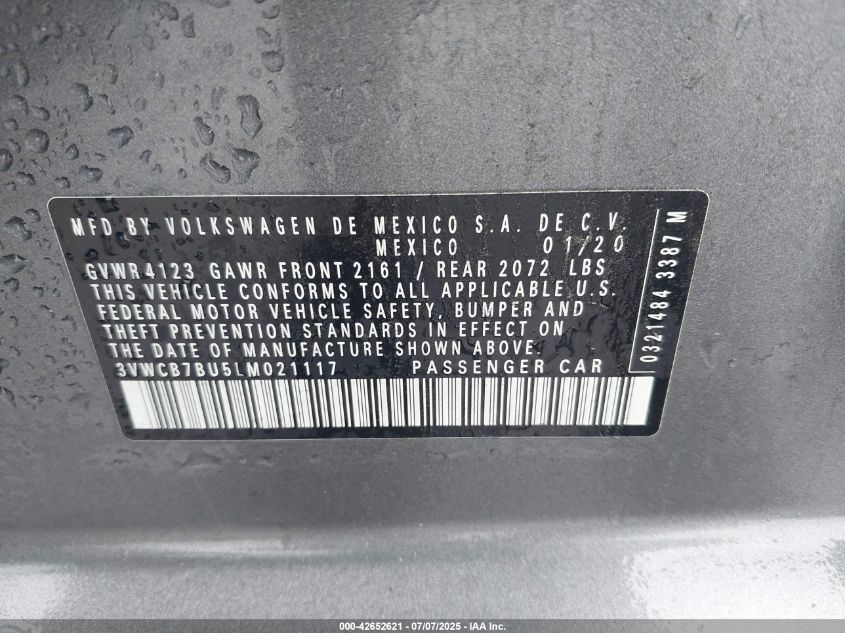 MFD BY VOLKSWAGEN DE MEXICO S.A. DE C.V.
MEXICO 01/20
GVWR 4123 GAWR FRONT 2161 / REAR 2072 LBS
THIS VEHICLE CONFORMS TO ALL APPLICABLE U.S.
FEDERAL MOTOR VEHICLE SAFETY, BUMPER AND
THEFT PREVENTION STANDARDS IN EFFECT ON
THE DATE OF MANUFACTURE SHOWN ABOVE.
3VWCB7BU5LM021117 PASSENGER CAR
0321484 3387 M
000-42652621 - 07/07/2025 - IAA Inc.